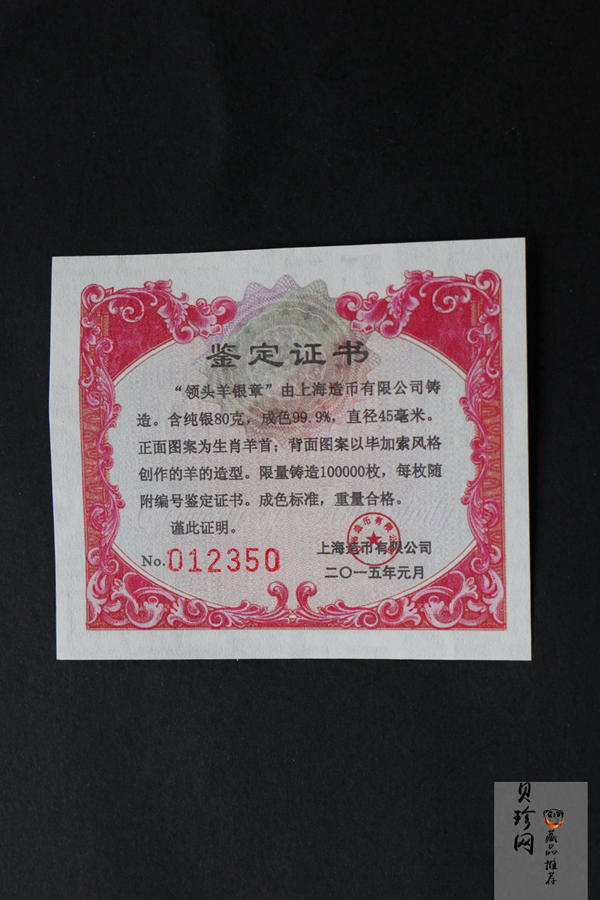 鉴定证书
“领头羊银章”由上海造币有限公司铸
造。含纯银80克，成色99.9%，直径45毫米。
正面图案为生肖羊首；背面图案以毕加索风格
创作的羊的造型。限量铸造100000枚，每枚随
附编号鉴定证书。成色标准，重量合格。
谨此证明。
No.012350
上海造币有限公司
二〇一五年元月
贝珍网
藏品推荐